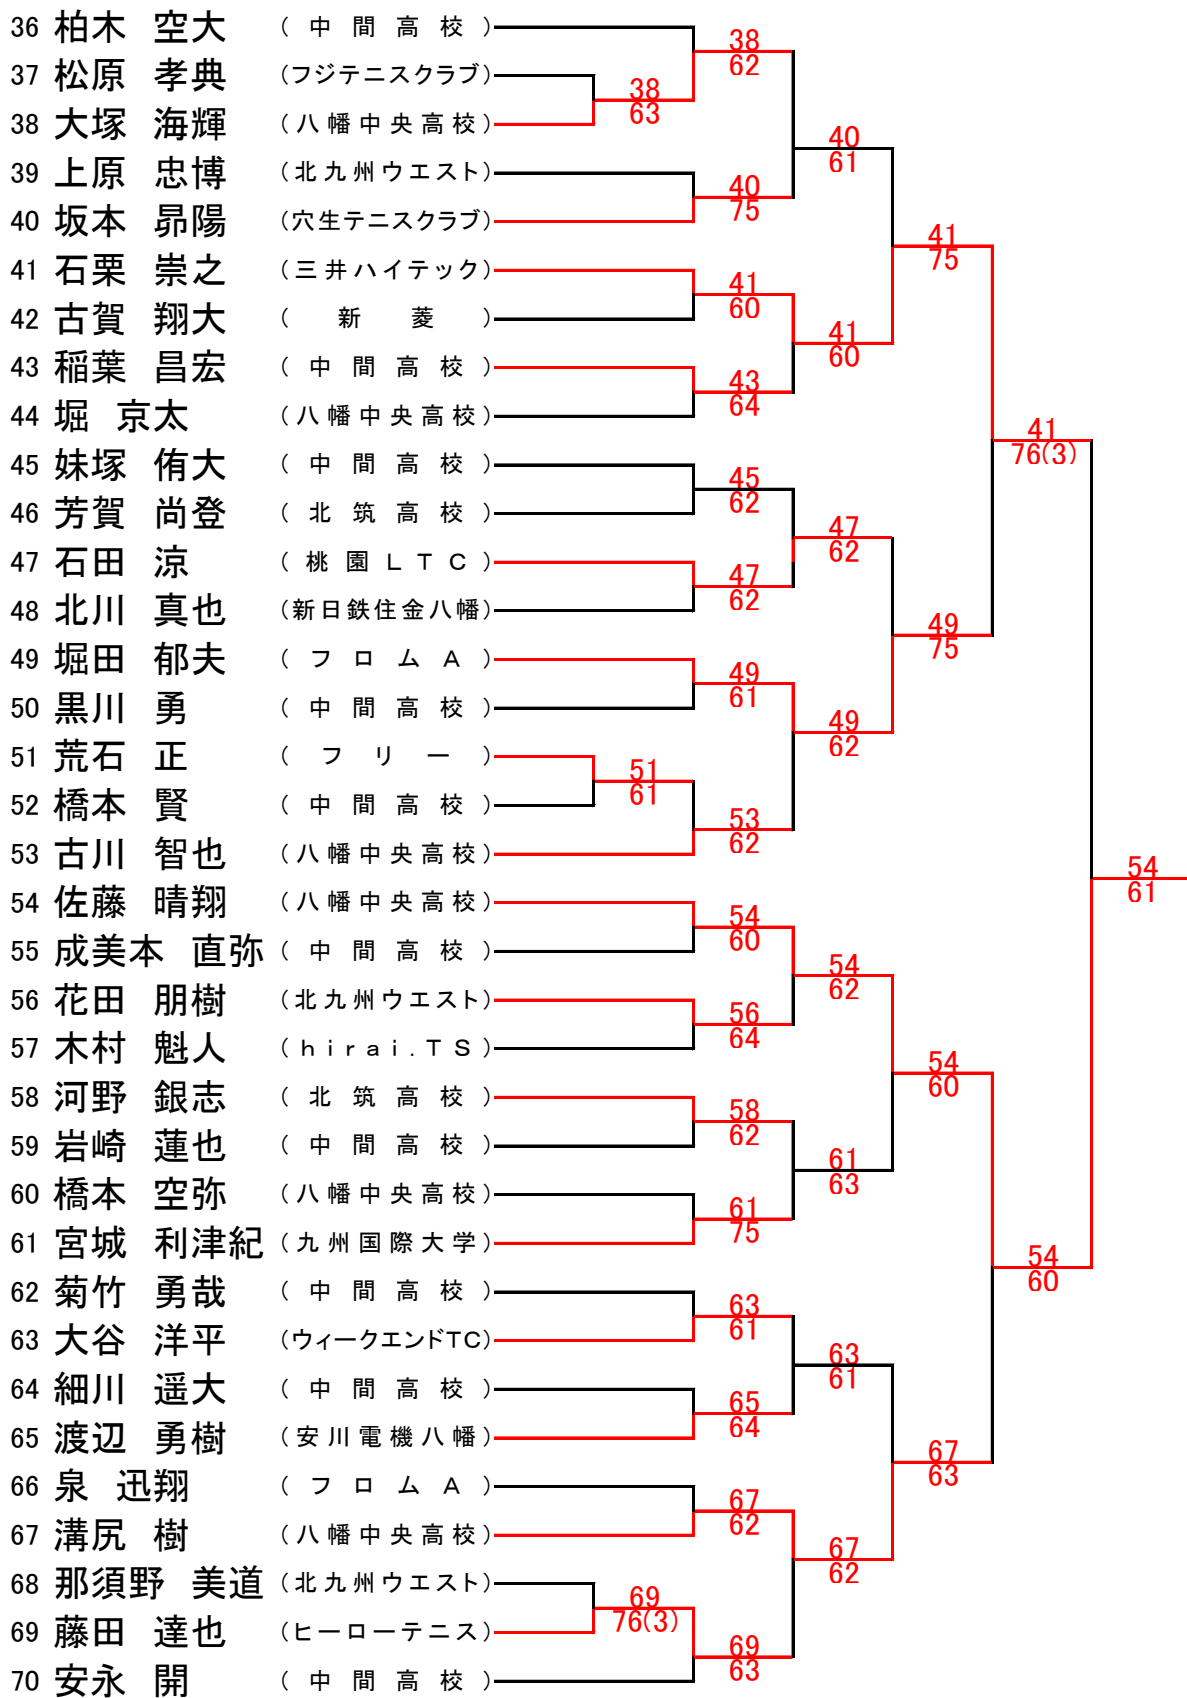 36 柏木 空大 (中間高校)
38
62
37 松原 孝典 (フジテニスクラブ)
38
63
38 大塚 海輝 (八幡中央高校)
40
61
39 上原 忠博 (北九州ウエスト)
40
75
40 坂本 昴陽 (穴生テニスクラブ)
41
75
41 石栗 崇之 (三井ハイテック)
41
60
42 古賀 翔大 (新菱)
41
60
43 稲葉 昌宏 (中間高校)
43
64
44 堀 京太 (八幡中央高校)
41
76(3)
45 妹塚 侑大 (中間高校)
45
62
46 芳賀 尚登 (北筑高校)
47
62
47 石田 涼 (桃園LTC)
47
62
48 北川 真也 (新日鉄住金八幡)
49
75
49 堀田 郁夫 (フロムA)
49
61
50 黒川 勇 (中間高校)
49
62
51 荒石 正 (フリー)
51
61
52 橋本 賢 (中間高校)
53
62
53 古川 智也 (八幡中央高校)
54
61
54 佐藤 晴翔 (八幡中央高校)
54
60
55 成美本 直弥 (中間高校)
54
62
56 花田 朋樹 (北九州ウエスト)
56
64
57 木村 魁人 (hirai.TS)
54
60
58 河野 銀志 (北筑高校)
58
62
59 岩崎 蓮也 (中間高校)
61
63
60 橋本 空弥 (八幡中央高校)
61
75
61 宮城 利津紀 (九州国際大学)
54
60
62 菊竹 勇哉 (中間高校)
63
61
63 大谷 洋平 (ウィークエンドTC)
63
61
64 細川 遥大 (中間高校)
65
64
65 渡辺 勇樹 (安川電機八幡)
67
63
66 泉 迅翔 (フロムA)
67
62
67 溝尻 樹 (八幡中央高校)
67
62
68 那須野 美道 (北九州ウエスト)
69
76(3)
69 藤田 達也 (ヒーローテニス)
69
63
70 安永 開 (中間高校)